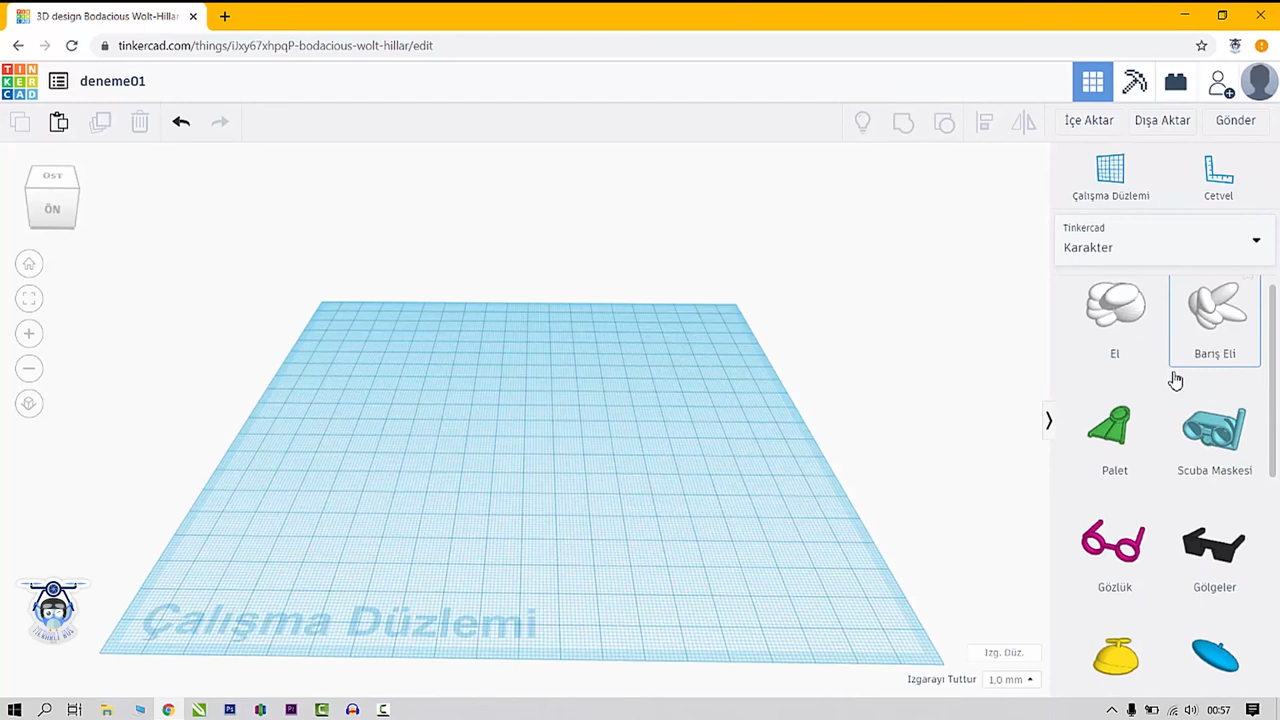 3D design Bodacious Wolt-Hillar
tinkercad.com/things/iJxy67xhpqP-bodacious-wolt-hillar/edit
TIN
KER
CAD
deneme01
İçe Aktar
Dışa Aktar
Gönder
ÜST
ÖN
Çalışma Düzlemi
Cetvel
Tinkercad
Karakter
El
Barış Eli
Palet
Scuba Maskesi
Gözlük
Gölgeler
Çalışma Düzlemi
Izg. Düz.
Izgarayı Tuttur
1,0 mm
00:57